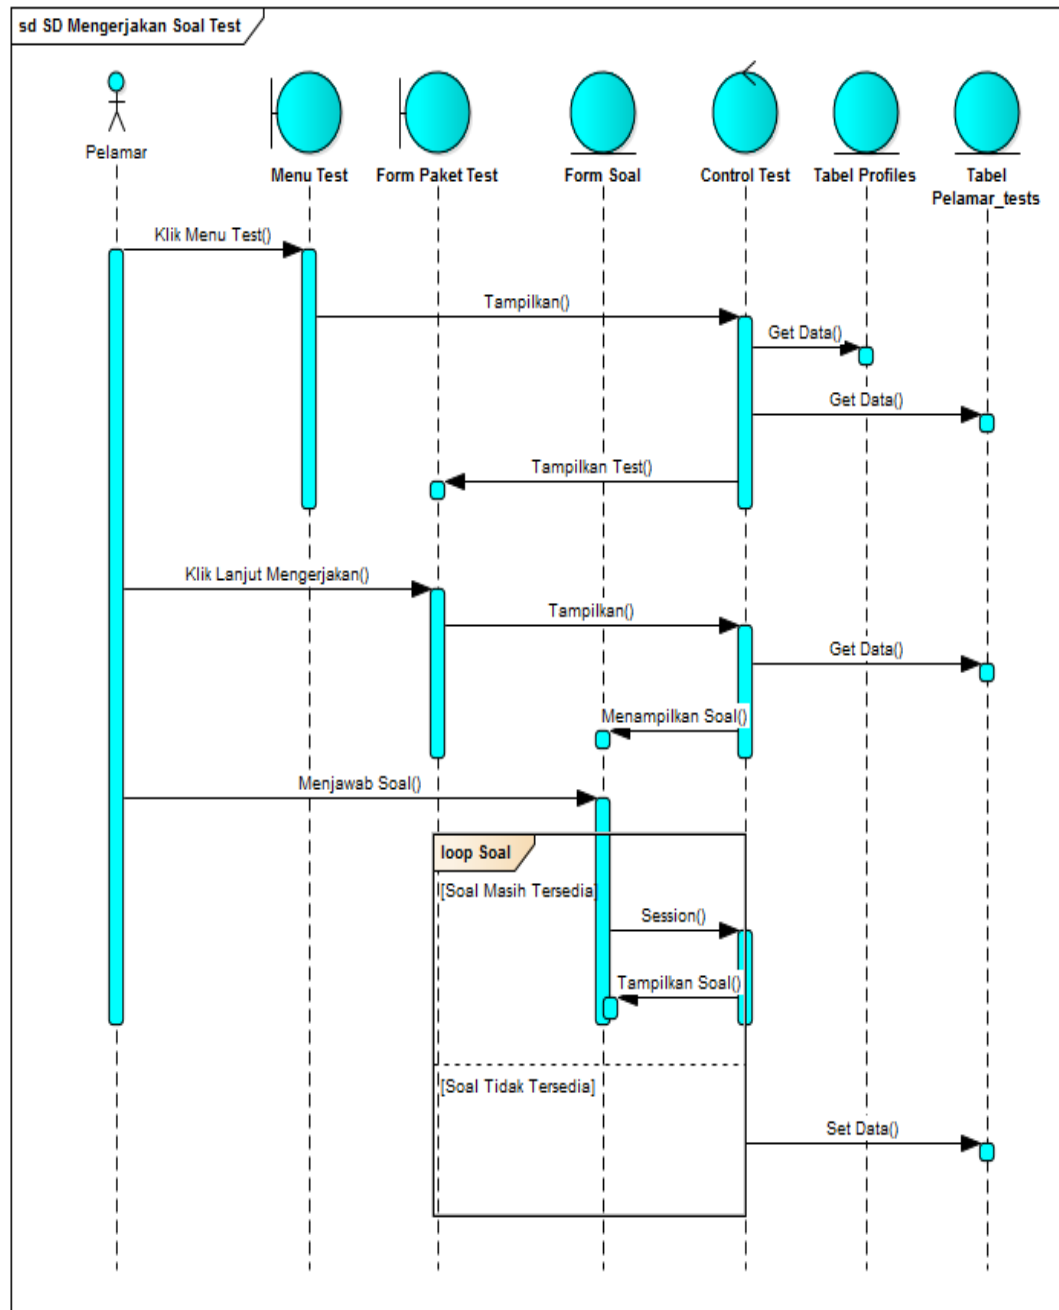 sd SD Mengerjakan Soal Test
Pelamar
Menu Test
Form Paket Test
Form Soal
Control Test
Tabel Profiles
Tabel
Pelamar_tests
Klik Menu Test()
Tampilkan()
Get Data()
Get Data()
Tampilkan Test()
Klik Lanjut Mengerjakan()
Tampilkan()
Get Data()
Menampilkan Soal()
Menjawab Soal()
loop Soal
[Soal Masih Tersedia]
Session()
Tampilkan Soal()
[Soal Tidak Tersedia]
Set Data()